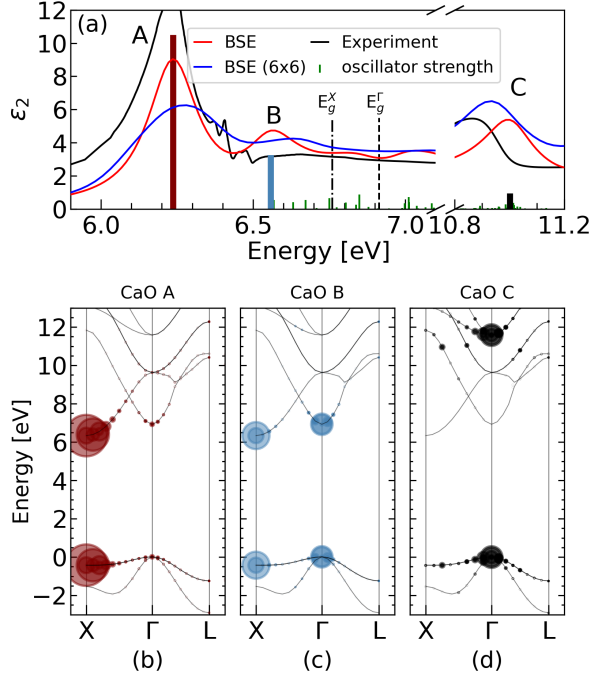 (a)
A
B
C
BSE
BSE (6x6)
Experiment
oscillator strength
E_g^X
E_g^Γ
ε₂
12
10
8
6
4
2
0
6.0
6.5
7.0
10.8
11.2
Energy [eV]
CaO A
CaO B
CaO C
Energy [eV]
12
10
8
6
4
2
0
−2
X Γ L
X Γ L
X Γ L
(b)
(c)
(d)